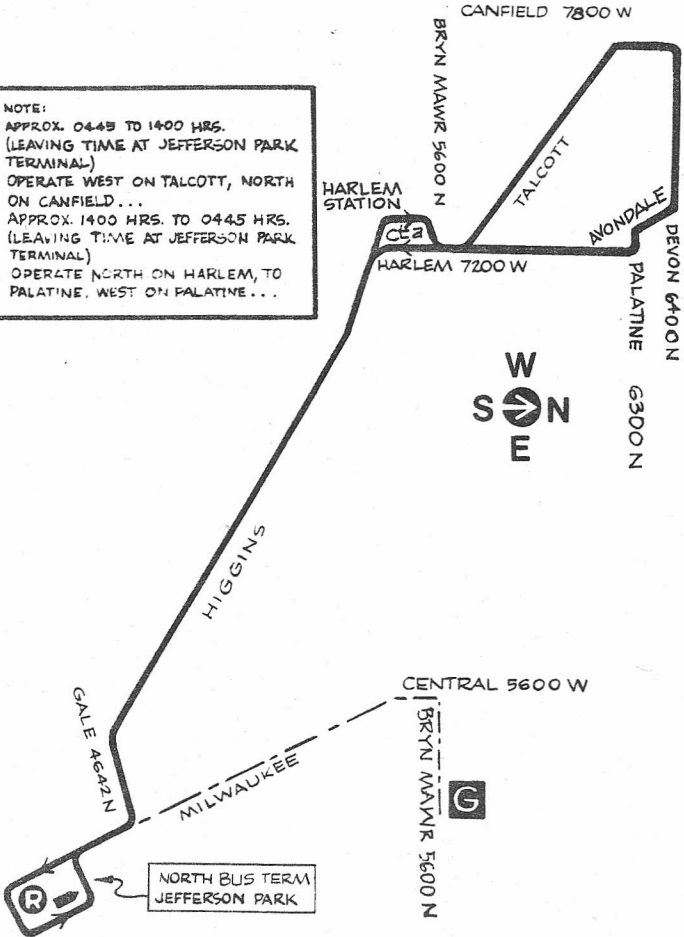 CANFIELD 7800 W
BRYN MAWR 5600 N
NOTE:
APPROX. 0445 TO 1400 HRS.
(LEAVING TIME AT JEFFERSON PARK
TERMINAL)
OPERATE WEST ON TALCOTT, NORTH
ON CANFIELD...
APPROX. 1400 HRS. TO 0445 HRS.
(LEAVING TIME AT JEFFERSON PARK
TERMINAL)
OPERATE NORTH ON HARLEM, TO
PALATINE, WEST ON PALATINE...
TALCOTT
HARLEM
STATION
cta
AVONDALE
HARLEM 7200 W
DEVON 6400 N
PALATINE 6300 N
W
S N
E
HIGGINS
GALE 4642 N
CENTRAL 5600 W
MILWAUKEE
BRYN MAWR 5600 N
G
NORTH BUS TERM
JEFFERSON PARK
R